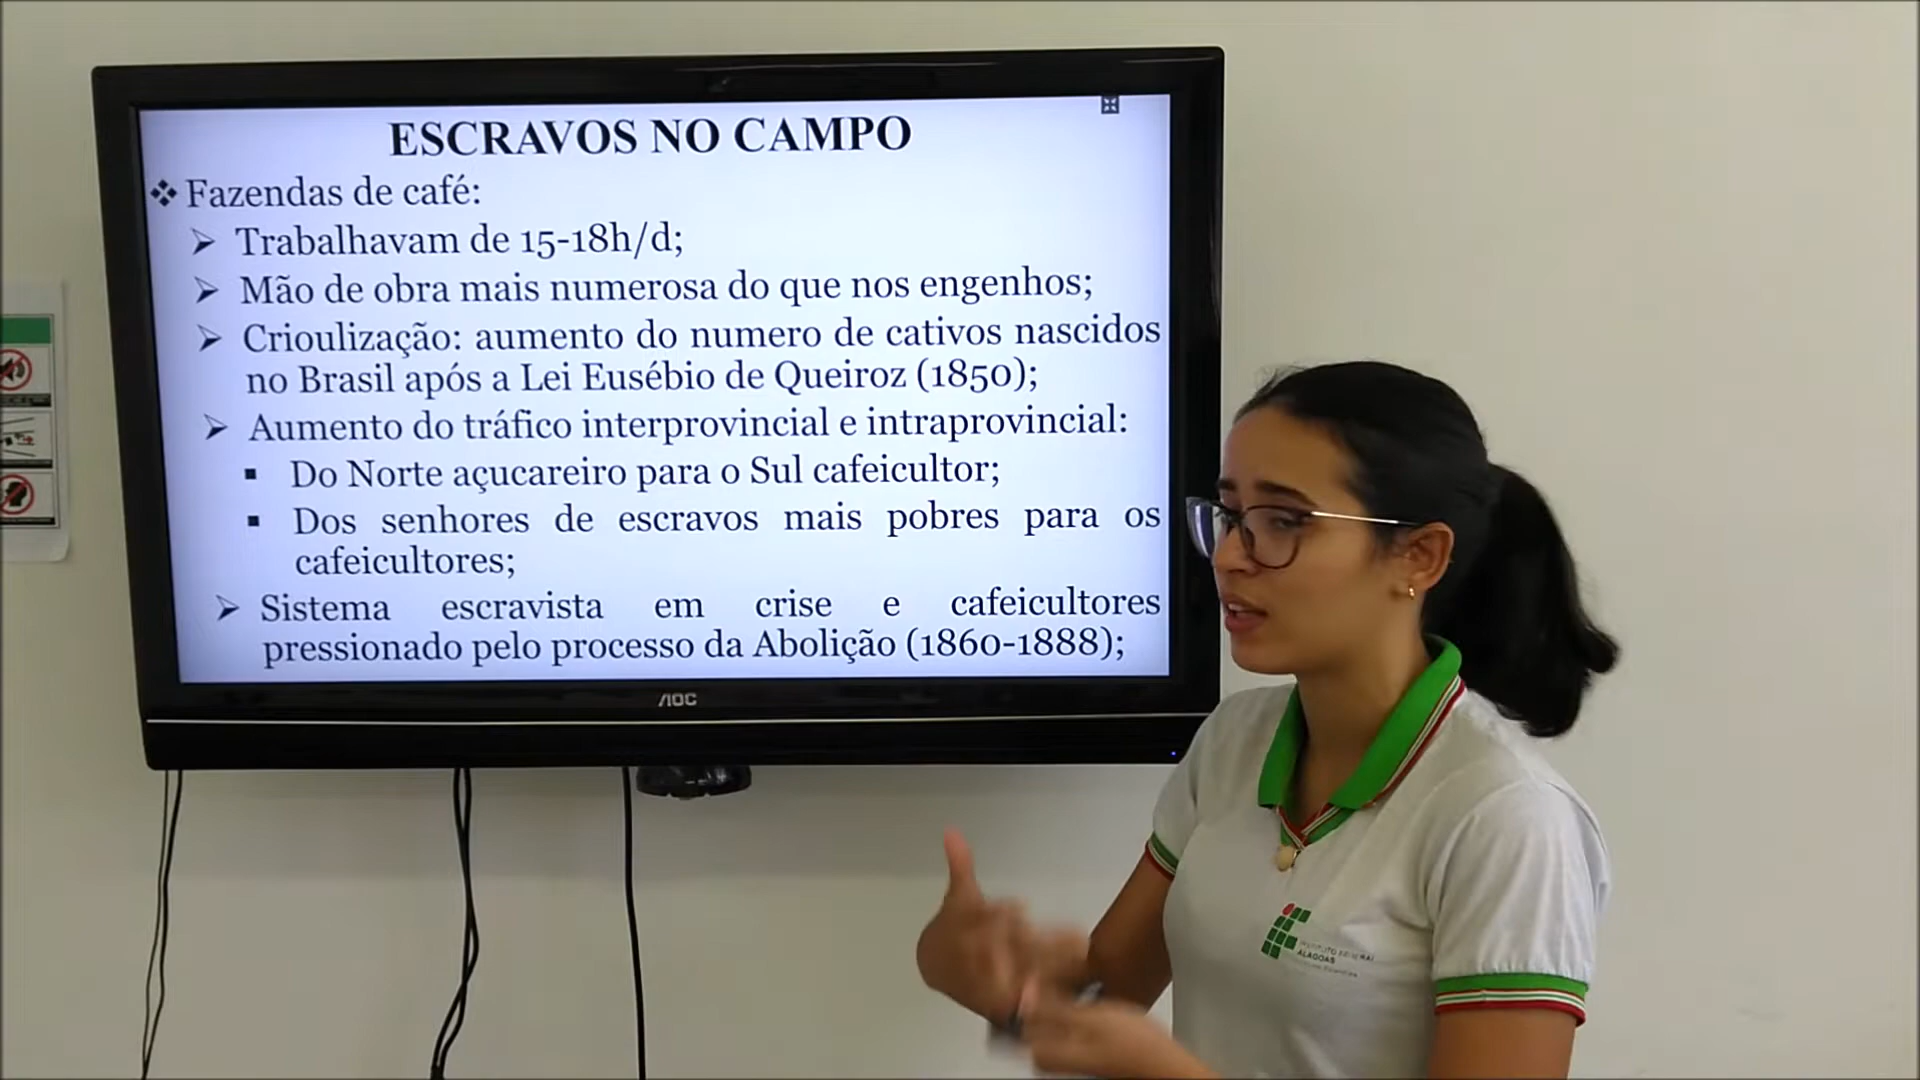 ESCRAVOS NO CAMPO
❖ Fazendas de café:
➢ Trabalhavam de 15-18h/d;
➢ Mão de obra mais numerosa do que nos engenhos;
➢ Crioulização: aumento do numero de cativos nascidos
no Brasil após a Lei Eusébio de Queiroz (1850);
➢ Aumento do tráfico interprovincial e intraprovincial:
▪ Do Norte açucareiro para o Sul cafeicultor;
▪ Dos senhores de escravos mais pobres para os
cafeicultores;
➢ Sistema escravista em crise e cafeicultores
pressionado pelo processo da Abolição (1860-1888);
AOC
INSTITUTO FEDERAL
ALAGOAS